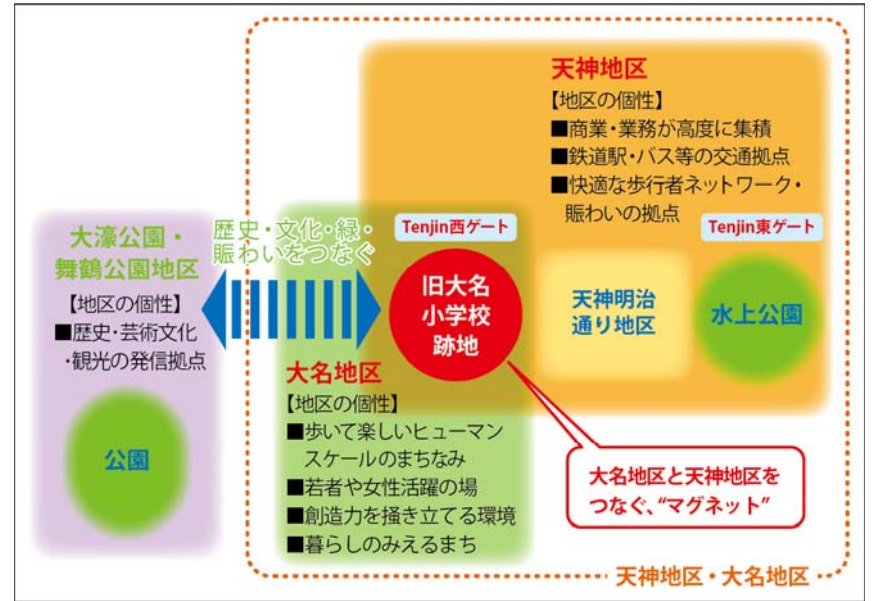 天神地区
【地区の個性】
■商業・業務が高度に集積
■鉄道駅・バス等の交通拠点
■快適な歩行者ネットワーク・
賑わいの拠点
大濠公園・
舞鶴公園地区
【地区の個性】
■歴史・芸術文化
・観光の発信拠点
公園
歴史・文化・緑・
賑わいをつなぐ
Tenjin西ゲート
旧大名
小学校
跡地
天神明治
通り地区
Tenjin東ゲート
水上公園
大名地区
【地区の個性】
■歩いて楽しいヒューマン
スケールのまちなみ
■若者や女性活躍の場
■創造力を掻き立てる環境
■暮らしのみえるまち
大名地区と天神地区を
つなぐ、“マグネット”
天神地区・大名地区